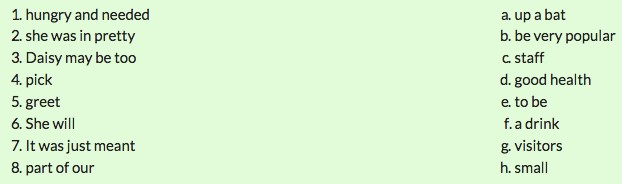 1. hungry and needed
2. she was in pretty
3. Daisy may be too
4. pick
5. greet
6. She will
7. It was just meant
8. part of our
a. up a bat
b. be very popular
c. staff
d. good health
e. to be
f. a drink
g. visitors
h. small